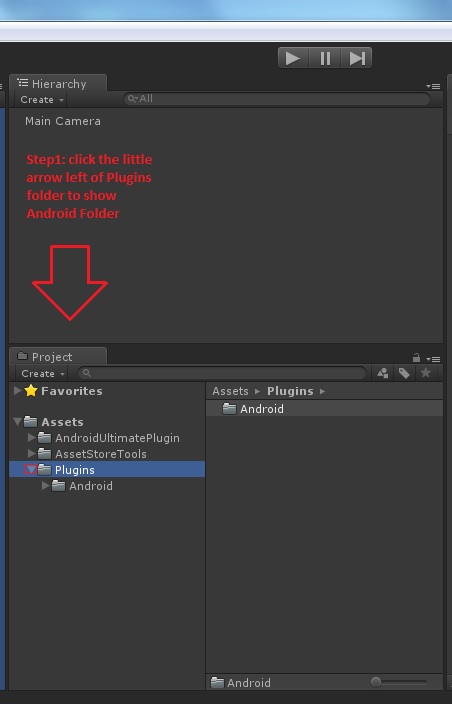 Hierarchy
Create
All
Main Camera
Step1: click the little
arrow left of Plugins
folder to show
Android Folder
Project
Create
Favorites
Assets
AndroidUltimatePlugin
AssetStoreTools
Plugins
Android
Assets Plugins
Android
Android